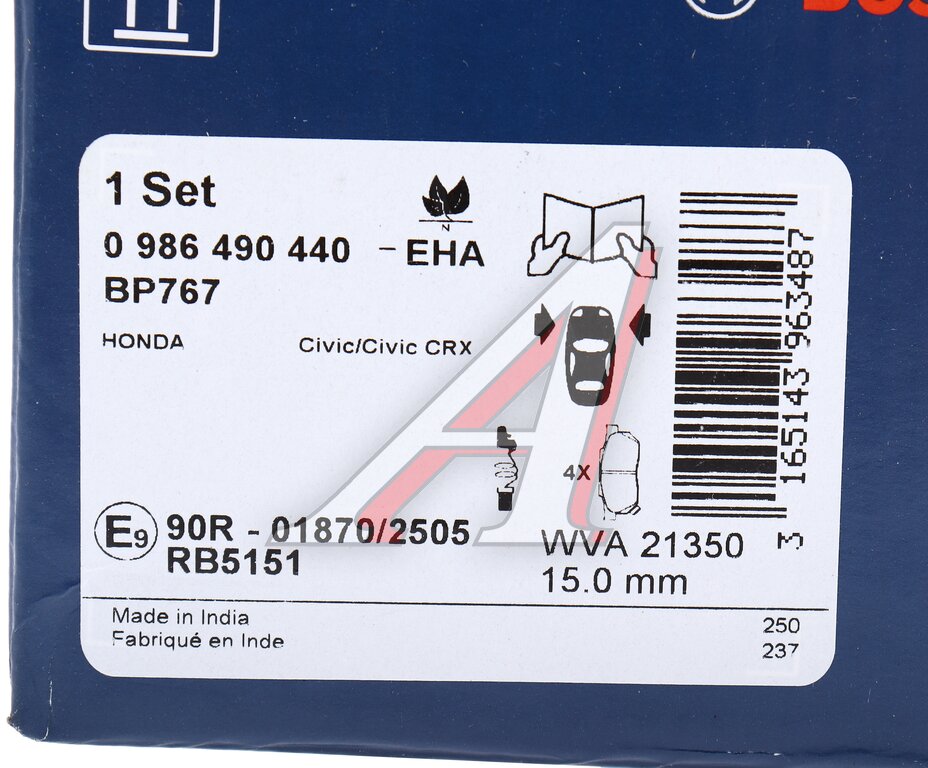 BOSC
1 Set
N
0 986 490 440 – EHA
BP767
HONDA Civic/Civic CRX
4X
3 165143 963487
E9 90R - 01870/2505
RB5151
WVA 21350
15.0 mm
Made in India
Fabriqué en Inde
250
237